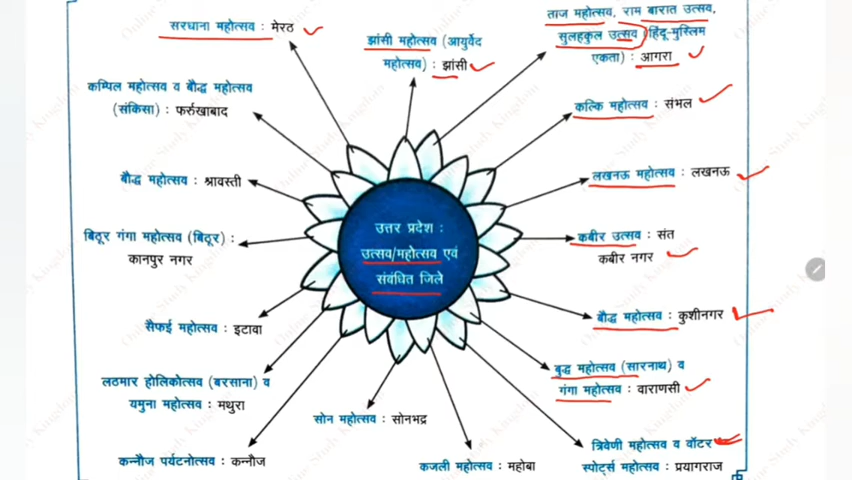 सरधाना महोत्सव : मेरठ
झांसी महोत्सव (आयुर्वेद
महोत्सव) : झांसी
ताज महोत्सव, राम बारात उत्सव,
सुलहकुल उत्सव (हिंदू-मुस्लिम
एकता) : आगरा
कम्पिल महोत्सव व बौद्ध महोत्सव
(संकिसा) : फर्रुखाबाद
कल्कि महोत्सव : संभल
बौद्ध महोत्सव : श्रावस्ती
लखनऊ महोत्सव : लखनऊ
बिठूर गंगा महोत्सव (बिठूर) :
कानपुर नगर
उत्तर प्रदेश :
उत्सव/महोत्सव एवं
संबंधित जिले
कबीर उत्सव : संत
कबीर नगर
सैफई महोत्सव : इटावा
बौद्ध महोत्सव : कुशीनगर
लठमार होलिकोत्सव (बरसाना) व
यमुना महोत्सव : मथुरा
बुद्ध महोत्सव (सारनाथ) व
गंगा महोत्सव : वाराणसी
सोन महोत्सव : सोनभद्र
कन्नौज पर्यटनोत्सव : कन्नौज
कजली महोत्सव : महोबा
त्रिवेणी महोत्सव व वॉटर
स्पोर्ट्स महोत्सव : प्रयागराज
Online Study Kingdom